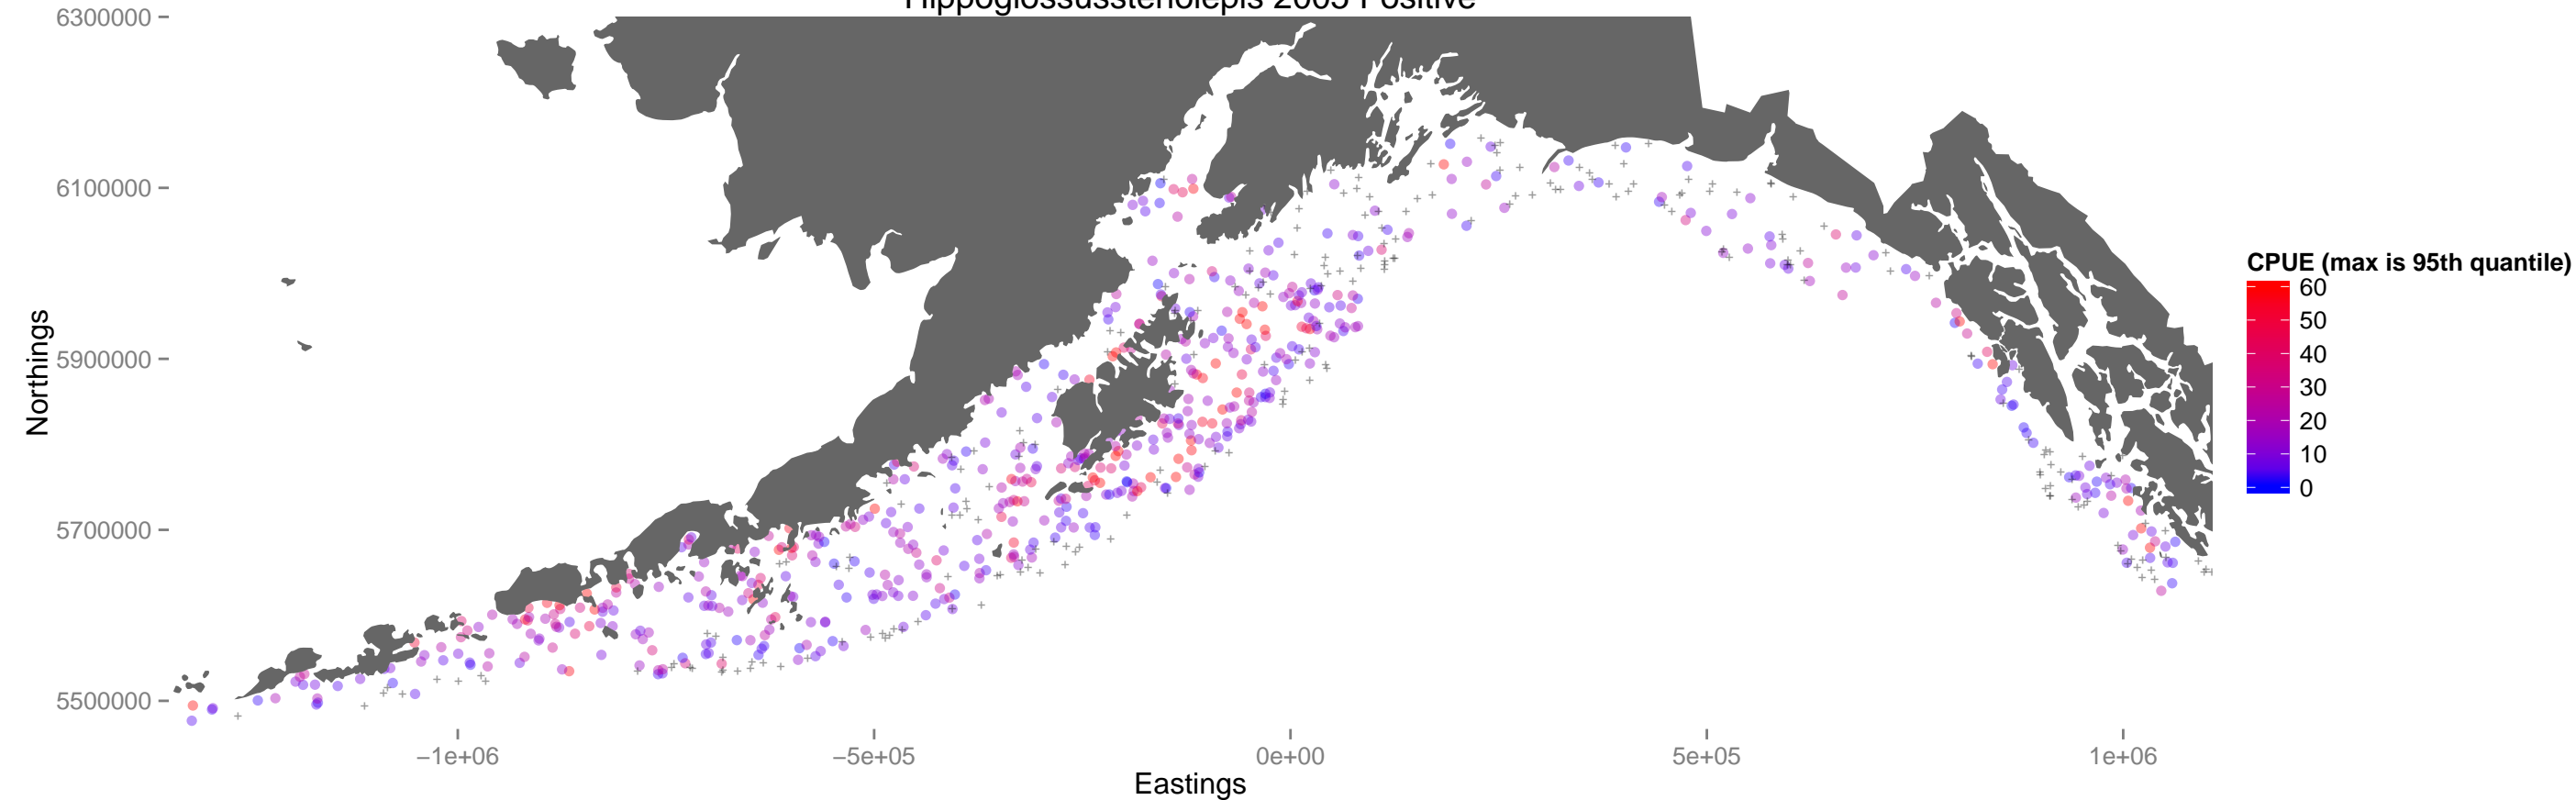 Hippoglossusstenolepis 2005 Positive
6300000
6100000
5900000
5700000
5500000
Northings
−1e+06
−5e+05
0e+00
5e+05
1e+06
Eastings
CPUE (max is 95th quantile)
60
50
40
30
20
10
0